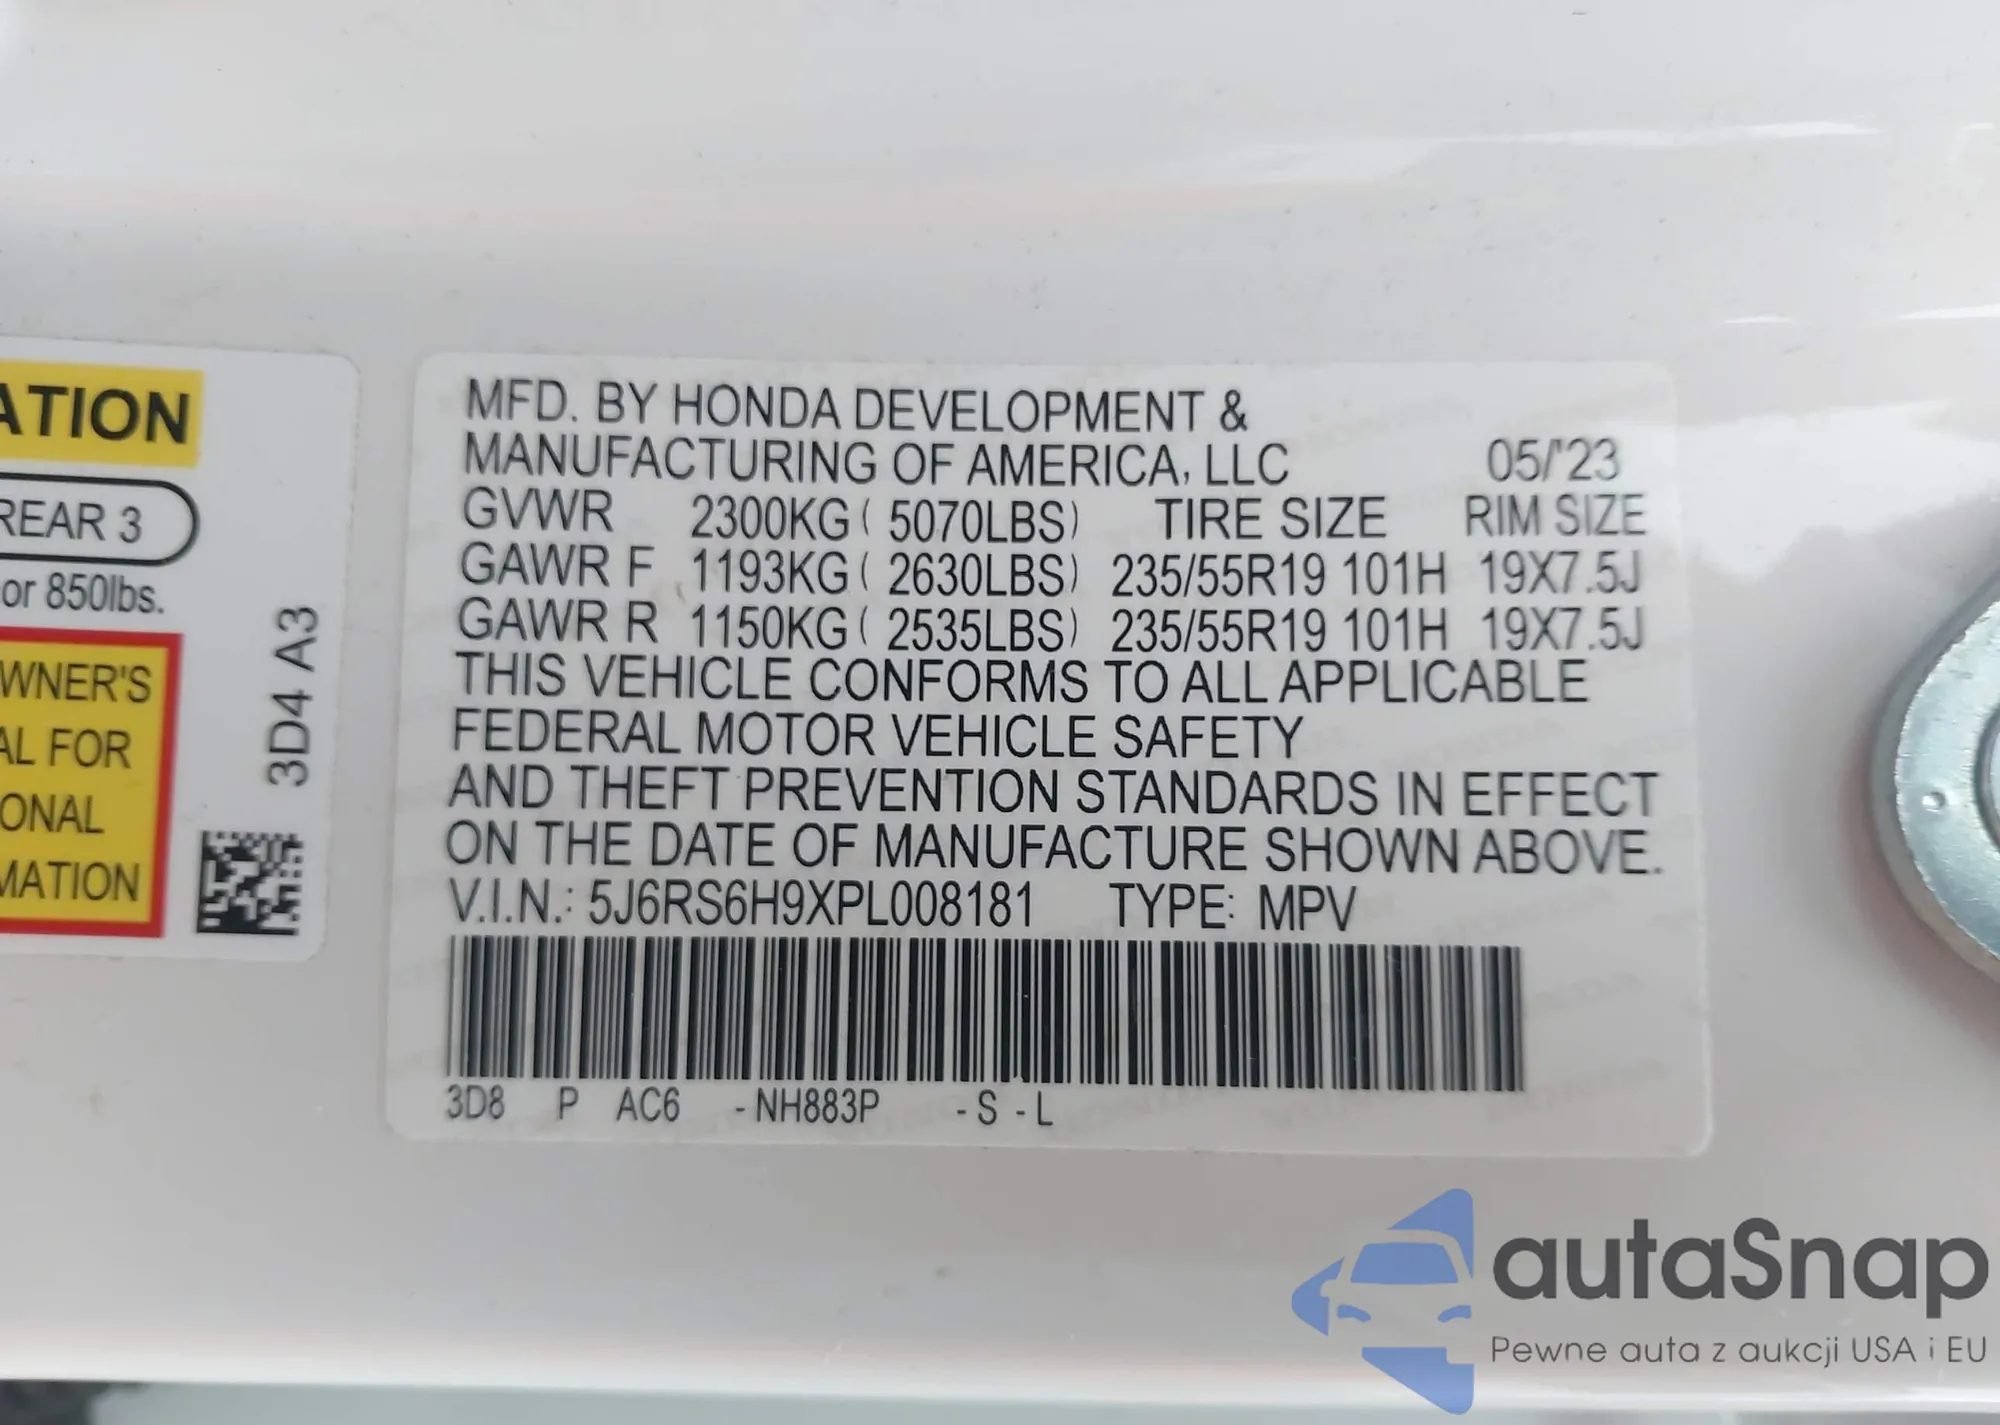 ATION
REAR 3
or 850lbs.
WNER'S
AL FOR
ONAL
MATION
3D4 A3
MFD. BY HONDA DEVELOPMENT &
MANUFACTURING OF AMERICA, LLC 05/'23
GVWR 2300KG ( 5070LBS) TIRE SIZE RIM SIZE
GAWR F 1193KG ( 2630LBS) 235/55R19 101H 19X7.5J
GAWR R 1150KG ( 2535LBS) 235/55R19 101H 19X7.5J
THIS VEHICLE CONFORMS TO ALL APPLICABLE
FEDERAL MOTOR VEHICLE SAFETY
AND THEFT PREVENTION STANDARDS IN EFFECT
ON THE DATE OF MANUFACTURE SHOWN ABOVE.
V.I.N.: 5J6RS6H9XPL008181 TYPE: MPV
3D8 P AC6 -NH883P -S -L
autaSnap
Pewne auta z aukcji USA i EU